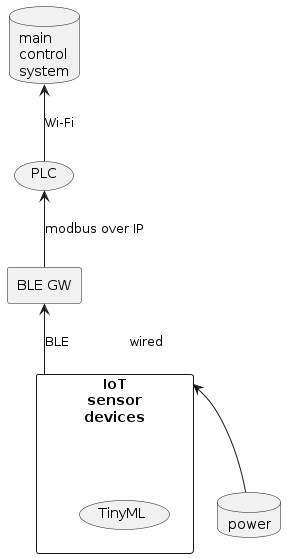 main
control
system
Wi-Fi
PLC
modbus over IP
BLE GW
BLE
wired
IoT
sensor
devices
TinyML
power